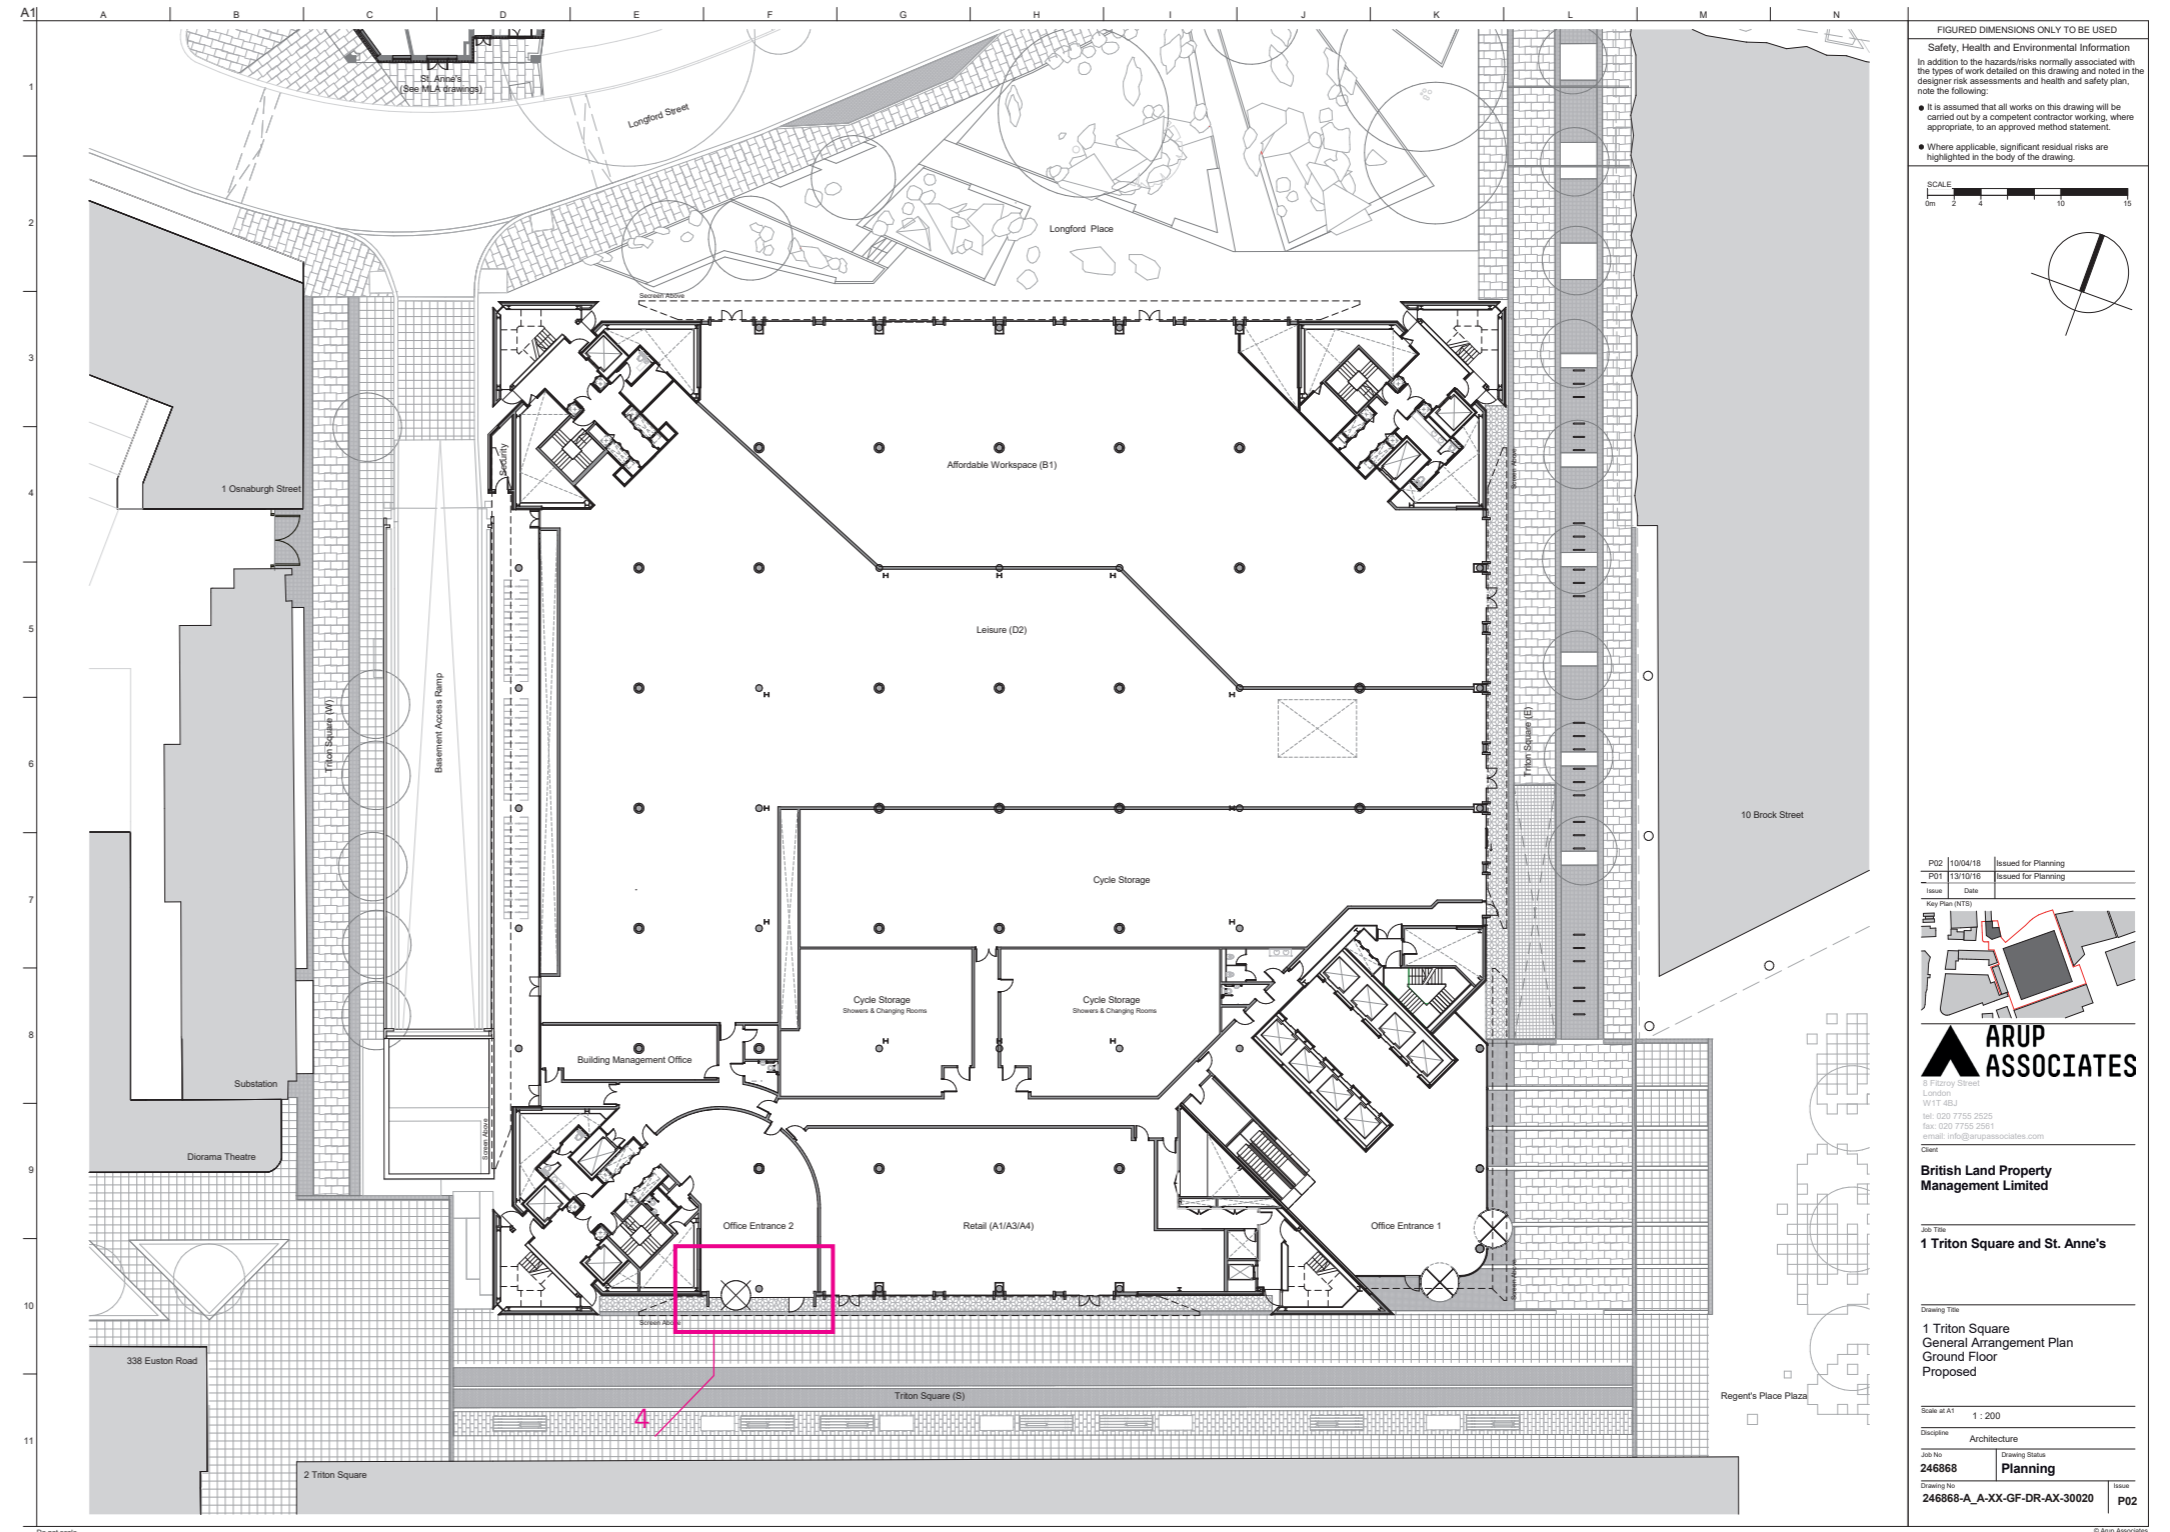 A1
A B C D E F G H I J K L M N
1
2
3
4
5
6
7
8
9
10
11
St. Anne's
(See MLA drawings)
Longford Street
Longford Place
Screen Above
1 Osnaburgh Street
Security
Affordable Workspace (B1)
Screen Above
Leisure (D2)
H
H
H
H
H
H
H
H
H
H
H
Triton Square (W)
Basement Access Ramp
Triton Square (E)
10 Brock Street
Cycle Storage
Cycle Storage
Showers & Changing Rooms
Cycle Storage
Showers & Changing Rooms
Building Management Office
Substation
Diorama Theatre
Screen Above
Office Entrance 2
Retail (A1/A3/A4)
Office Entrance 1
Screen Above
Screen Above
338 Euston Road
Triton Square (S)
4
Regent's Place Plaza
2 Triton Square
Do not scale
FIGURED DIMENSIONS ONLY TO BE USED
Safety, Health and Environmental Information
In addition to the hazards/risks normally associated with
the types of work detailed on this drawing and noted in the
designer risk assessments and health and safety plan,
note the following:
● It is assumed that all works on this drawing will be
carried out by a competent contractor working, where
appropriate, to an approved method statement.
● Where applicable, significant residual risks are
highlighted in the body of the drawing.
SCALE
0m 2 4 10 15
P02 10/04/18 Issued for Planning
P01 13/10/16 Issued for Planning
Issue Date
Key Plan (NTS)
ARUP
ASSOCIATES
8 Fitzroy Street
London
W1T 4BJ
tel: 020 7755 2525
fax: 020 7755 2561
email: info@arupassociates.com
Client
British Land Property
Management Limited
Job Title
1 Triton Square and St. Anne's
Drawing Title
1 Triton Square
General Arrangement Plan
Ground Floor
Proposed
Scale at A1
1 : 200
Discipline
Architecture
Job No
246868
Drawing Status
Planning
Drawing No
246868-A_A-XX-GF-DR-AX-30020
Issue
P02
© Arup Associates